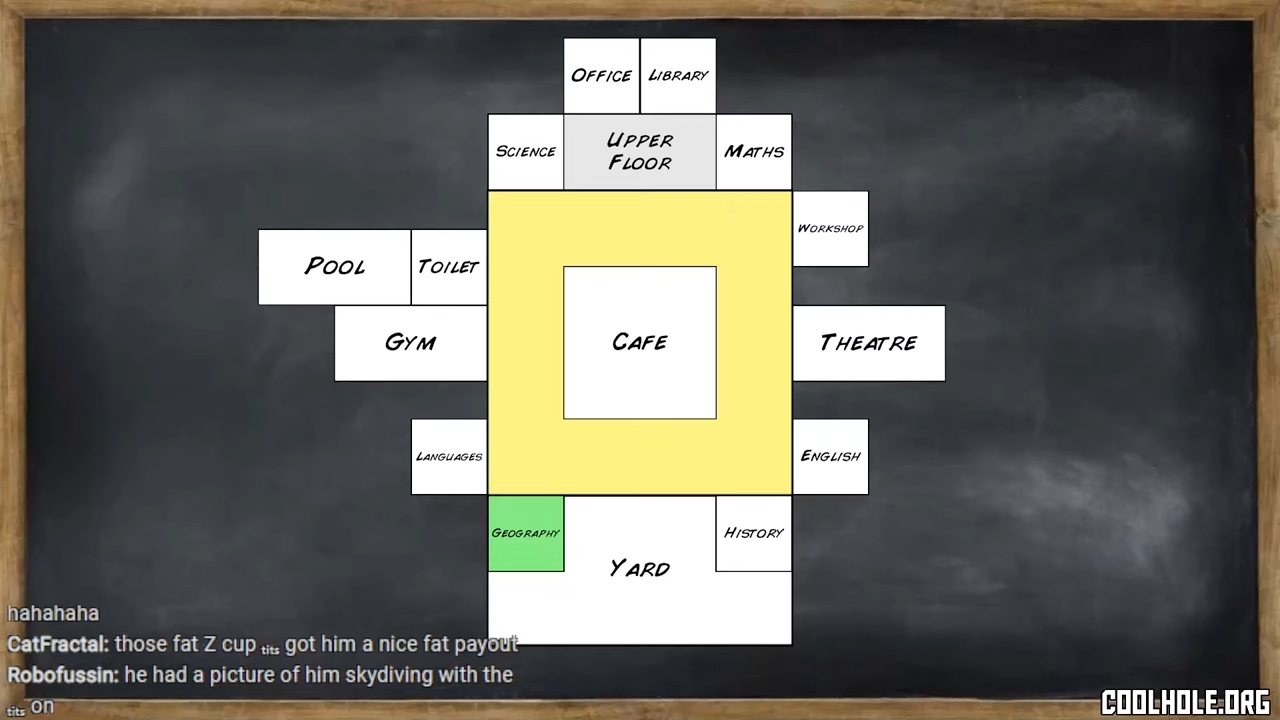 OFFICE
LIBRARY
SCIENCE
UPPER
FLOOR
MATHS
WORKSHOP
POOL
TOILET
CAFE
GYM
THEATRE
LANGUAGES
ENGLISH
GEOGRAPHY
HISTORY
YARD
hahahaha
CatFractal: those fat Z cup tits got him a nice fat payout
Robofussin: he had a picture of him skydiving with the
tits on
COOLHOLE.ORG